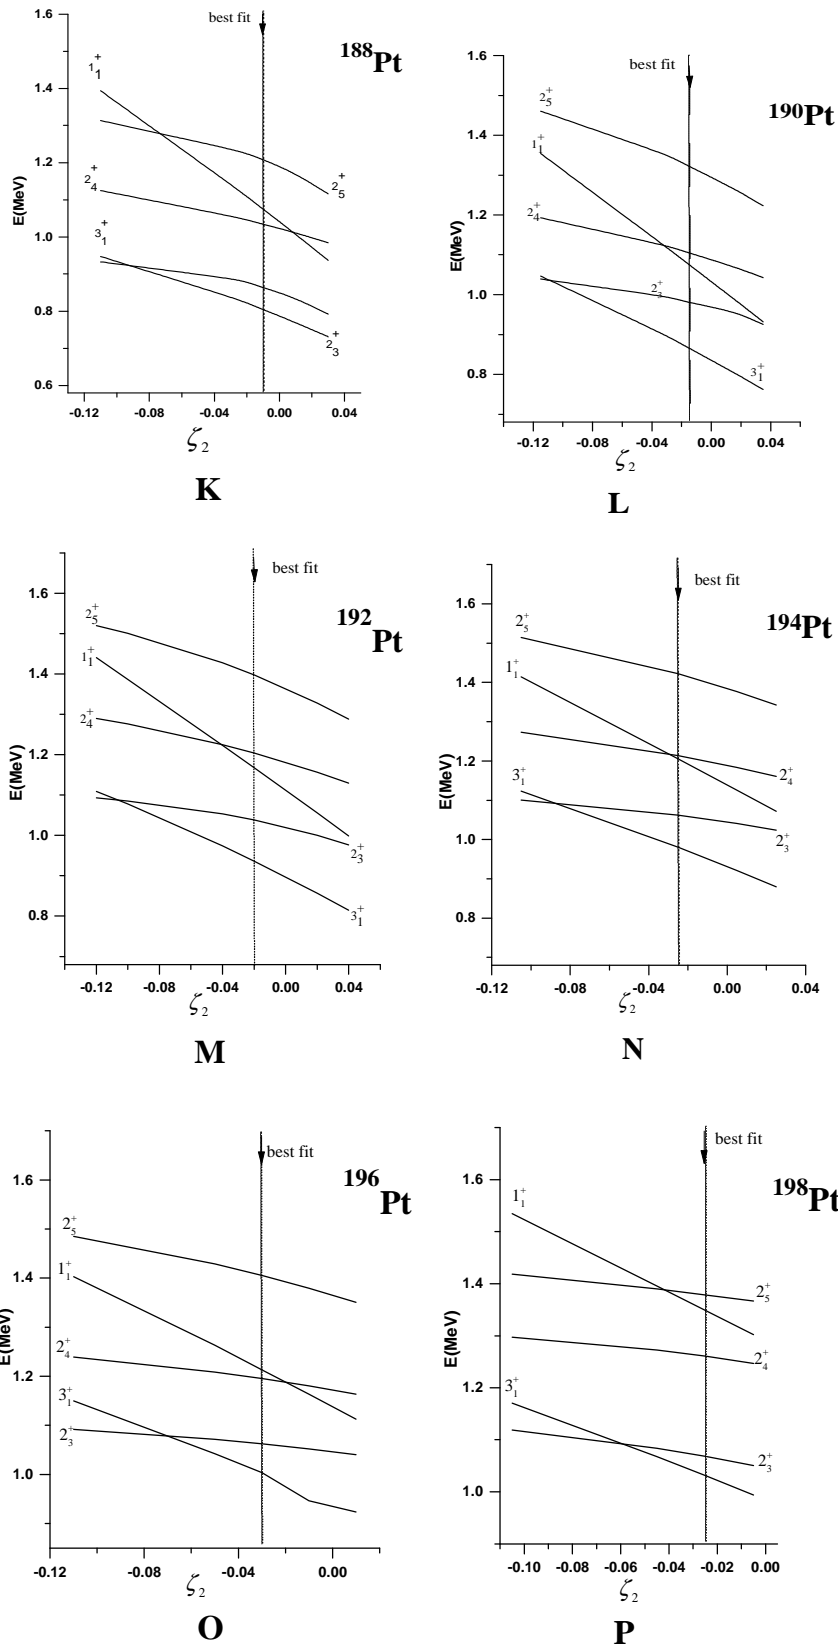 1.6
best fit
188Pt
1 1 +
1.4
1.2
2 5 +
2 4 +
E(MeV)
3 1 +
1.0
0.8
2 3 +
0.6
-0.12 -0.08 -0.04 0.00 0.04
ζ 2
K
1.6
best fit
190Pt
2 5 +
1.4
1 1 +
1.2
2 4 +
E(MeV)
2 3 +
1.0
3 1 +
0.8
-0.12 -0.08 -0.04 0.00 0.04
ζ 2
L
best fit
192Pt
1.6
2 5 +
1 1 +
1.4
2 4 +
1.2
E(MeV)
1.0
2 3 +
3 1 +
0.8
-0.12 -0.08 -0.04 0.00 0.04
ζ 2
M
best fit
194Pt
1.6
2 5 +
1 1 +
1.4
1.2
2 4 +
3 1 +
E(MeV)
1.0
2 3 +
0.8
-0.12 -0.08 -0.04 0.00 0.04
ζ 2
N
best fit
196Pt
1.6
2 5 +
1.4
1 1 +
E(MeV)
2 4 +
1.2
3 1 +
2 3 +
1.0
-0.12 -0.08 -0.04 0.00
ζ 2
O
best fit
198Pt
1.6
1 1 +
1.4
2 5 +
E(MeV)
2 4 +
1.2
3 1 +
2 3 +
1.0
-0.10 -0.08 -0.06 -0.04 -0.02 0.00
ζ 2
P